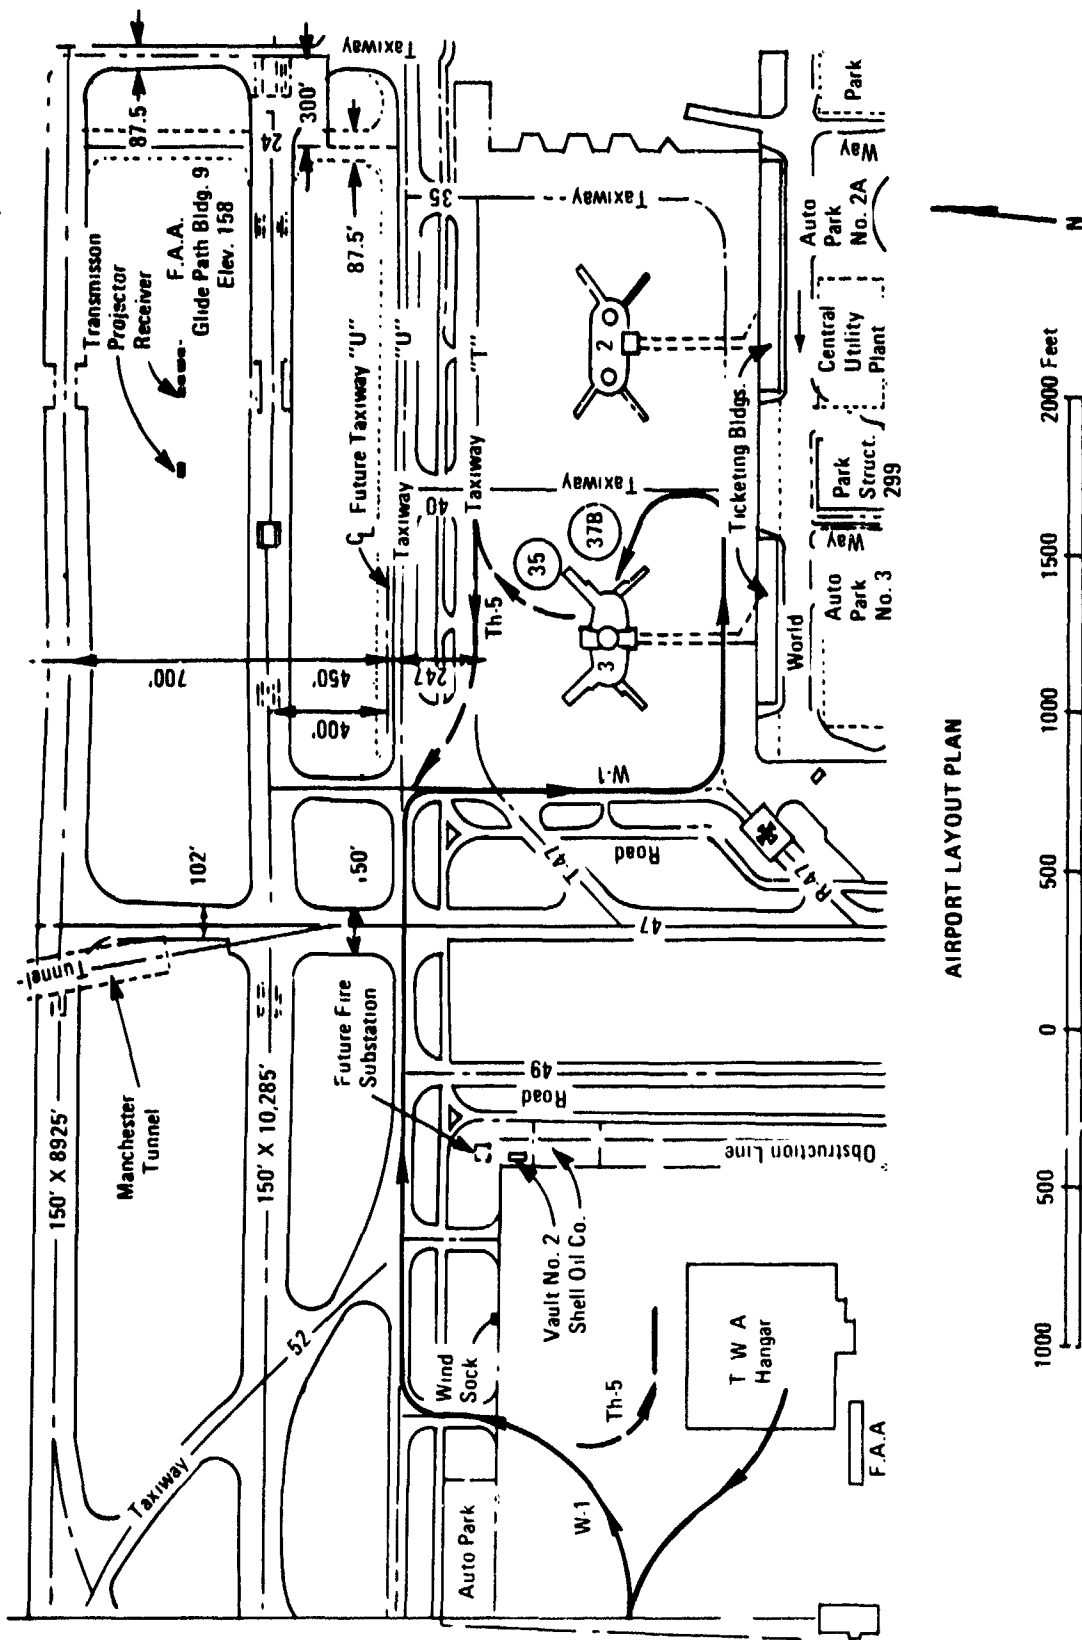 87.5
300'
24
Transmisson
Projector
Receiver
F.A.A.
Glide Path Bldg. 9
Elev. 158
Taxiway
87.5'
35
Taxiway
C L Future Taxiway "U"
Taxiway "U"
Taxiway "T"
40
Taxiway
Th-5
35
37B
2
3
Ticketing Bldgs.
World
Way
Way
Auto
Park
No. 2A
Park
Central
Utility
Plant
Park
Struct.
299
Auto
Park
No. 3
N
700'
450'
400'
247
W-1
T-47
Road
R-47
47
102'
50'
Tunnel
Manchester
Tunnel
150' X 8925'
150' X 10,285'
Future Fire
Substation
49
Road
Obstruction Line
Vault No. 2
Shell Oil Co.
Wind
Sock
Taxiway
52
Th-5
W-1
Auto Park
T W A
Hangar
F.A.A
AIRPORT LAYOUT PLAN
1000
500
0
500
1000
1500
2000 Feet